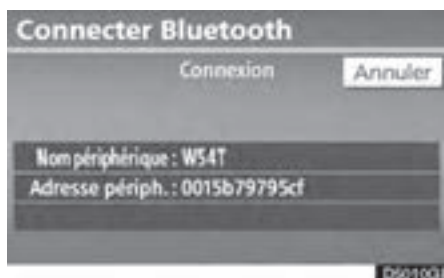 Connecter Bluetooth
Connexion Annuler
Nom périphérique : W54T
Adresse périph. : 0015b79795cf